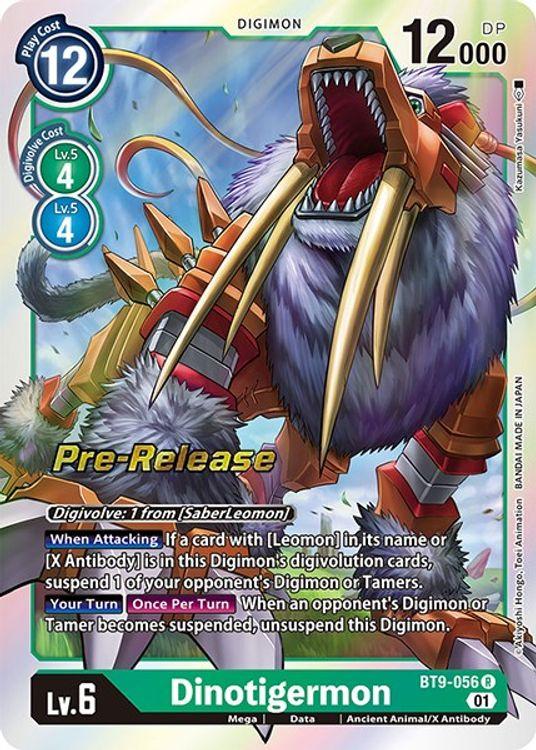 Play Cost
12
DIGIMON
DP
12000
Digivolve Cost
Lv.5
4
Lv.5
4
Kazumasa Yasukuni
Pre-Release
Digivolve: 1 from [SaberLeomon]
When Attacking If a card with [Leomon] in its name or
[X Antibody] is in this Digimon's digivolution cards,
suspend 1 of your opponent's Digimon or Tamers.
Your Turn Once Per Turn When an opponent's Digimon or
Tamer becomes suspended, unsuspend this Digimon.
©Akiyoshi Hongo, Toei Animation BANDAI MADE IN JAPAN
Lv.6
Dinotigermon
BT9-056 R
01
Mega | Data | Ancient Animal/X Antibody